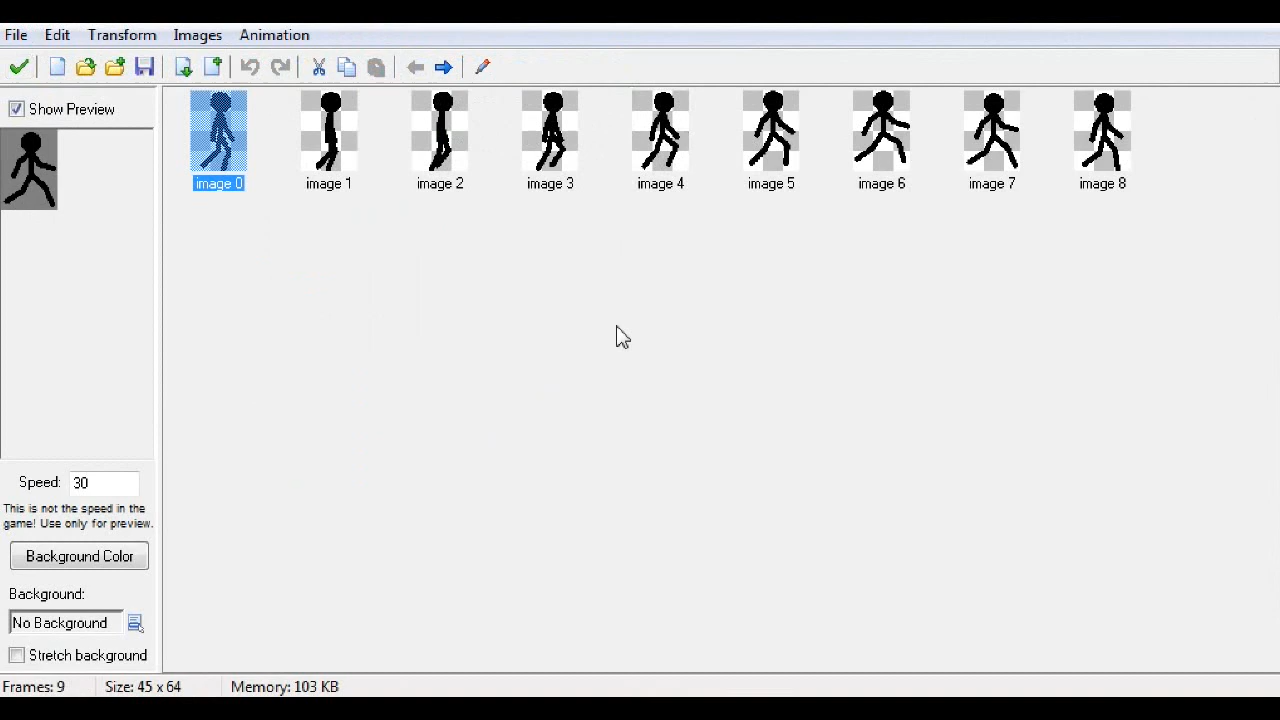 File Edit Transform Images Animation
Show Preview
image 0 image 1 image 2 image 3 image 4 image 5 image 6 image 7 image 8
Speed: 30
This is not the speed in the
game! Use only for preview.
Background Color
Background:
No Background
Stretch background
Frames: 9 Size: 45 x 64 Memory: 103 KB